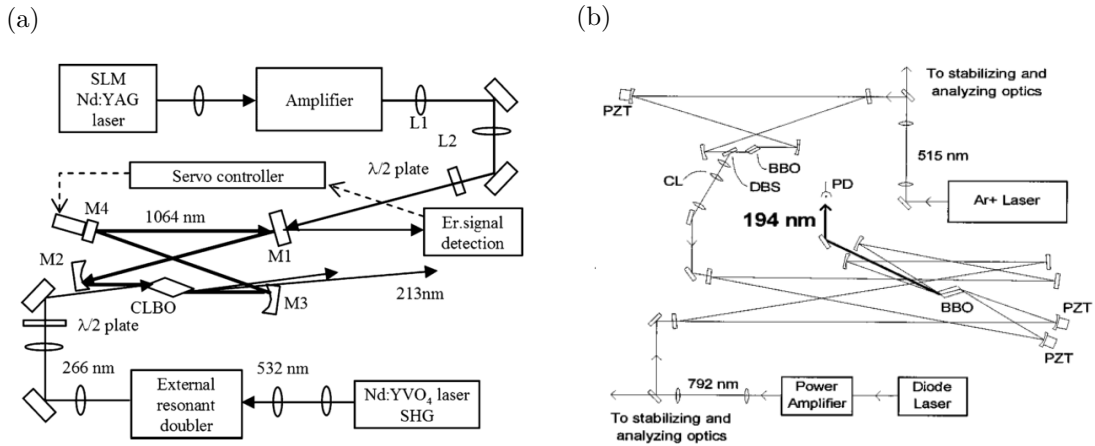 (a)
SLM
Nd:YAG
laser
Amplifier
L1
L2
λ/2 plate
Servo controller
M4
1064 nm
M1
Er.signal
detection
M2
CLBO
M3
213nm
λ/2 plate
266 nm
532 nm
External
resonant
doubler
Nd:YVO₄ laser
SHG
(b)
To stabilizing and
analyzing optics
PZT
515 nm
BBO
DBS
CL
PD
Ar+ Laser
194 nm
BBO
PZT
PZT
792 nm
Power
Amplifier
Diode
Laser
To stabilizing and
analyzing optics